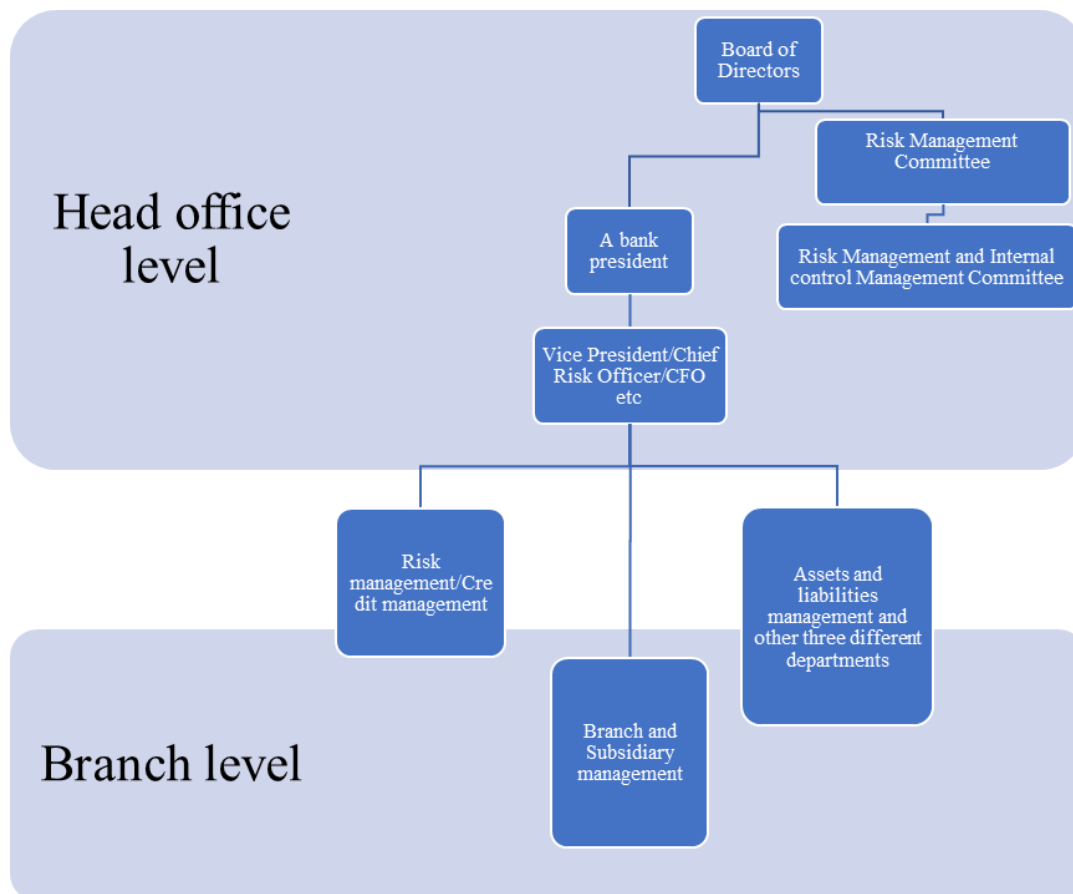 Board of
Directors
Risk Management
Committee
Head office
level
A bank
president
Risk Management and Internal
control Management Committee
Vice President/Chief
Risk Officer/CFO
etc
Risk
management/Cre
dit management
Assets and
liabilities
management and
other three different
departments
Branch level
Branch and
Subsidiary
management